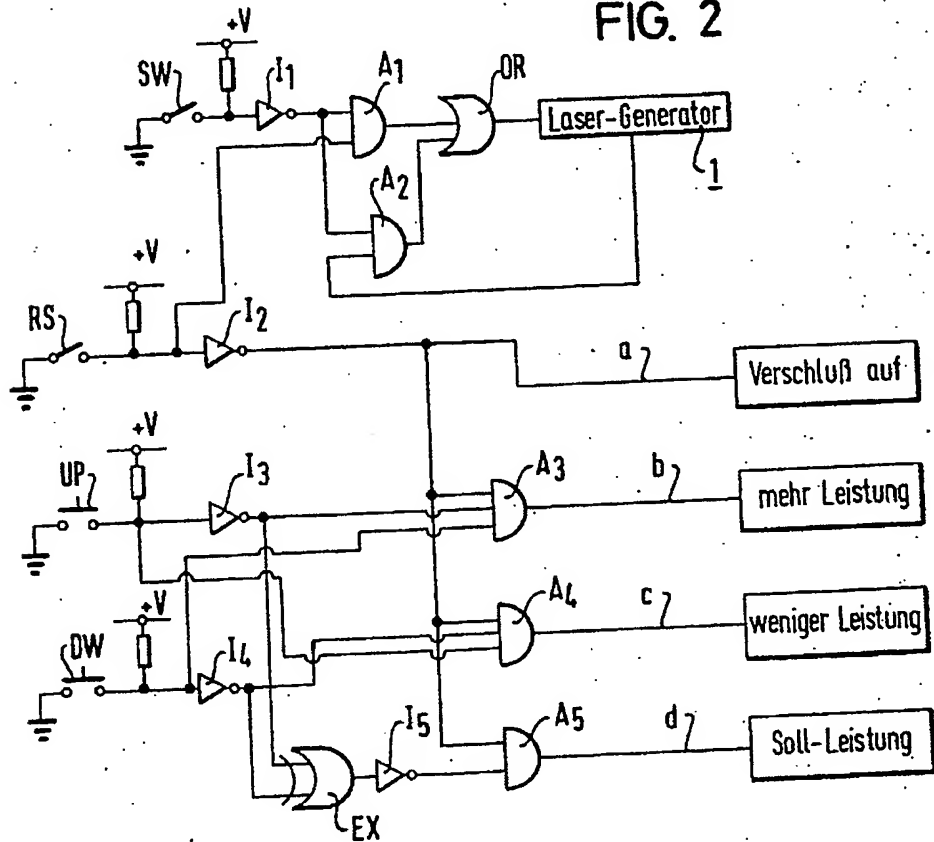 FIG. 2
+V
SW
I1
A1
OR
Laser-Generator
1
A2
+V
RS
I2
a
Verschluß auf
+V
UP
I3
A3
b
mehr Leistung
+V
DW
I4
A4
c
weniger Leistung
I5
A5
d
Soll-Leistung
EX